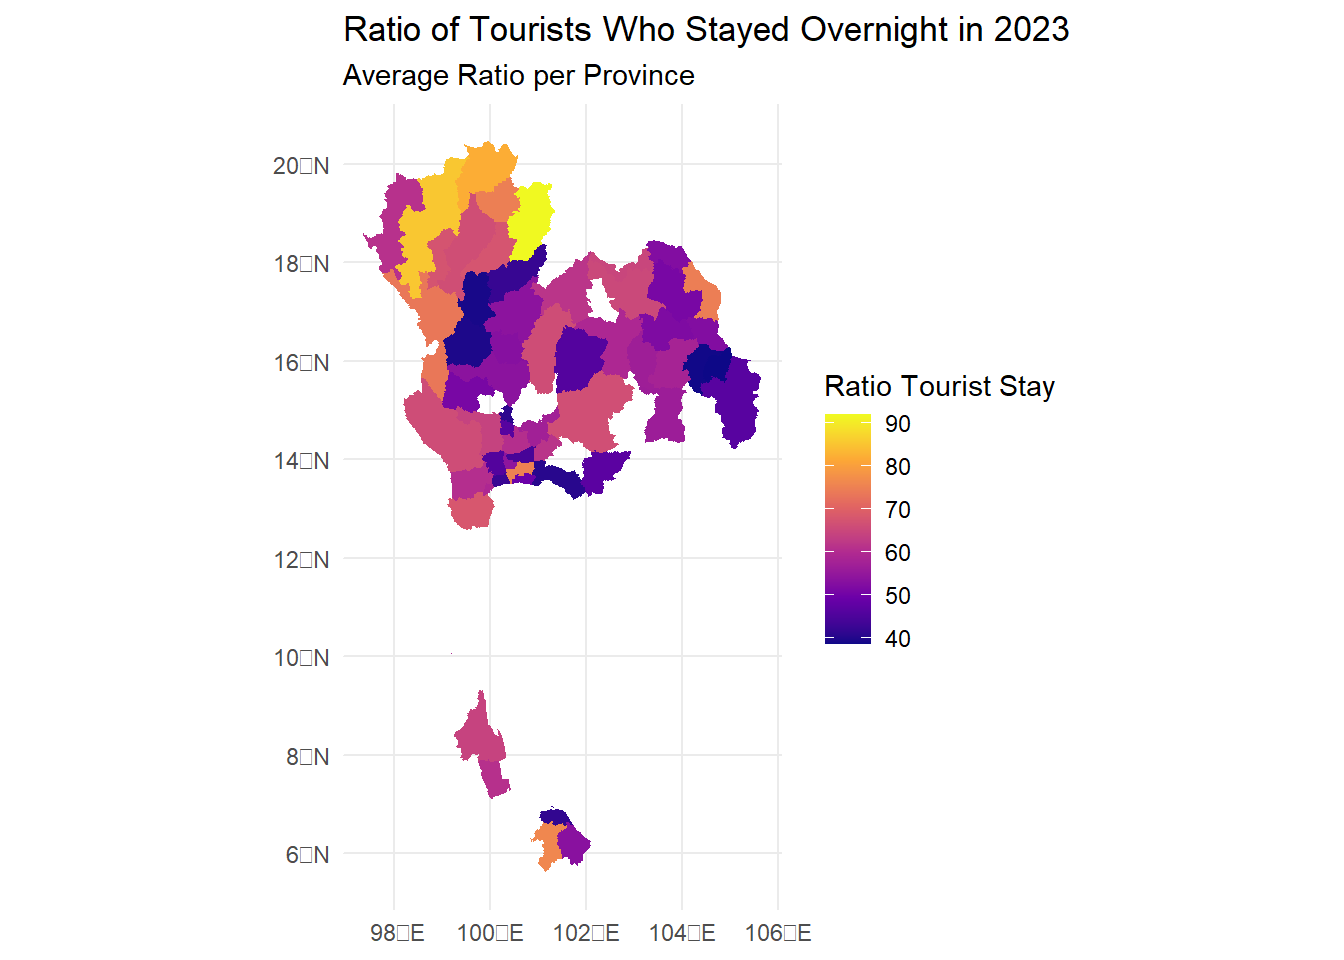 Ratio of Tourists Who Stayed Overnight in 2023
Average Ratio per Province
20□N
18□N
16□N
14□N
12□N
10□N
8□N
6□N
98□E 100□E 102□E 104□E 106□E
Ratio Tourist Stay
90
80
70
60
50
40